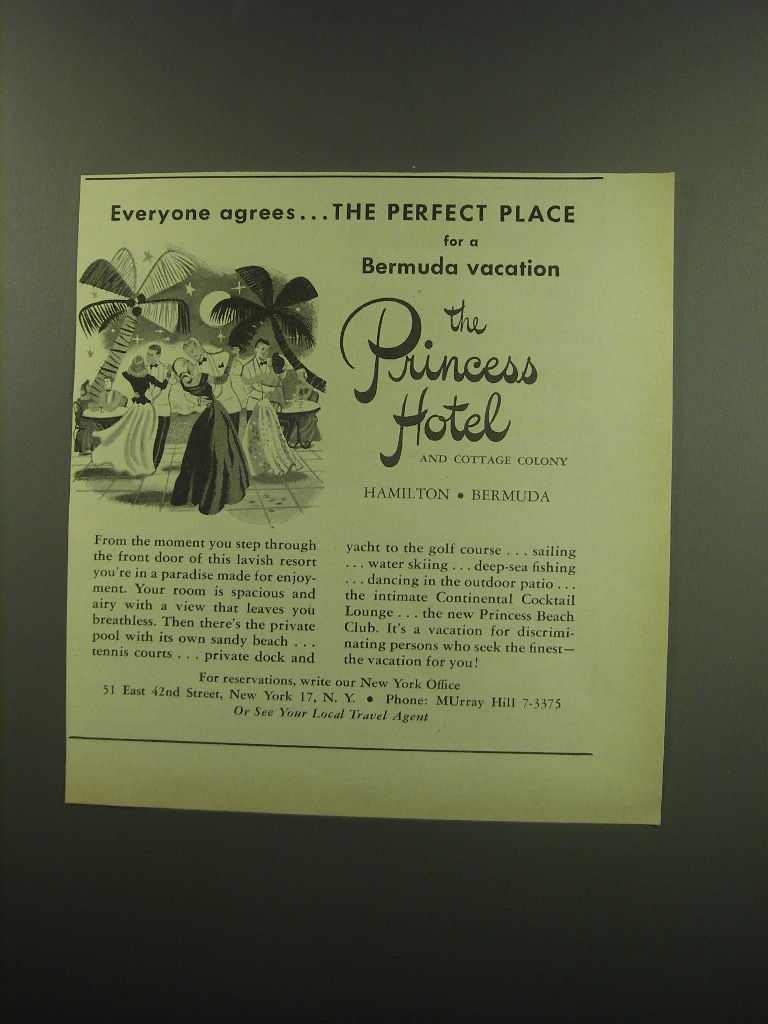 Everyone agrees...THE PERFECT PLACE
for a
Bermuda vacation
the
Princess
Hotel
AND COTTAGE COLONY
HAMILTON • BERMUDA
From the moment you step through
the front door of this lavish resort
you're in a paradise made for enjoy-
ment. Your room is spacious and
airy with a view that leaves you
breathless. Then there's the private
pool with its own sandy beach . . .
tennis courts . . . private dock and
yacht to the golf course . . . sailing
. . . water skiing . . . deep-sea fishing
. . . dancing in the outdoor patio . . .
the intimate Continental Cocktail
Lounge . . . the new Princess Beach
Club. It's a vacation for discrimi-
nating persons who seek the finest—
the vacation for you!
For reservations, write our New York Office
51 East 42nd Street, New York 17, N. Y. • Phone: MUrray Hill 7-3375
Or See Your Local Travel Agent